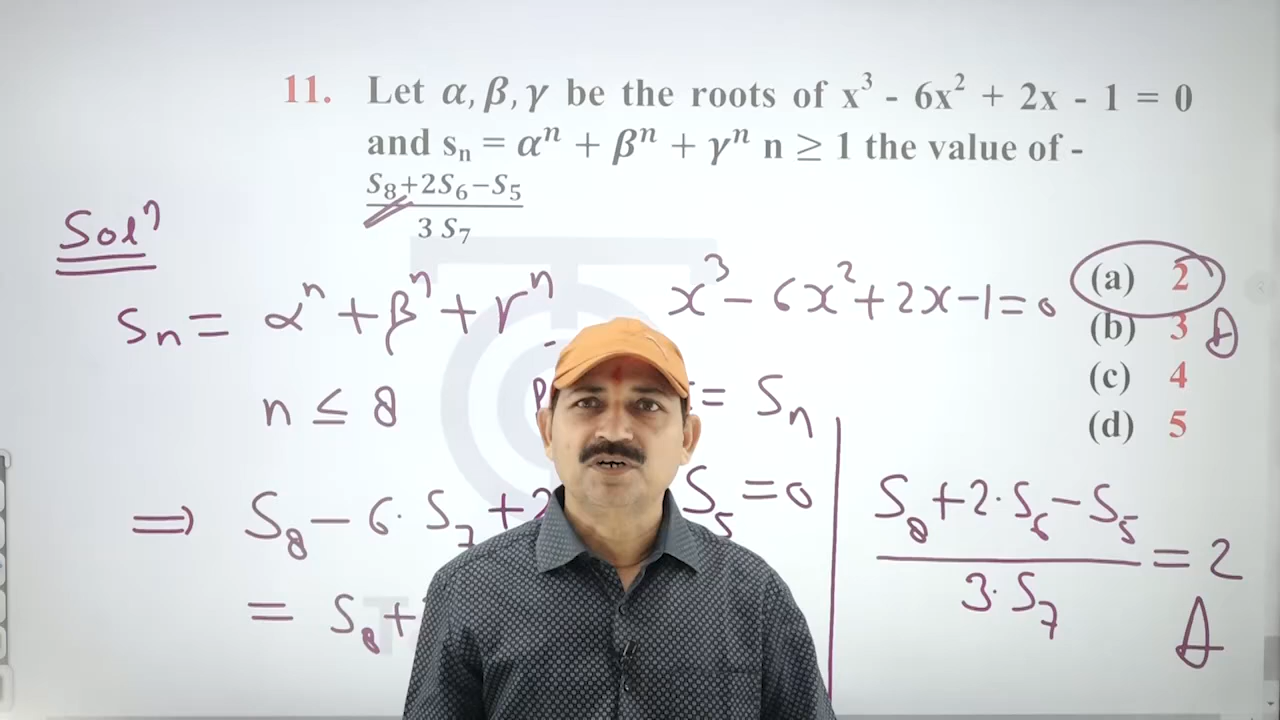 11. Let α, β, γ be the roots of x³ - 6x² + 2x - 1 = 0
and sₙ = αⁿ + βⁿ + γⁿ n ≥ 1 the value of -
S₈+2S₆−S₅
3 S₇
(a) 2
(b) 3
(c) 4
(d) 5
A
Solⁿ
Sₙ = αⁿ + βⁿ + γⁿ
x³ − 6x² + 2x − 1 = 0
n ≤ 8
= Sₙ
⇒ S₈ − 6·S₇ + 2 S₅ = 0
= S₈ +
S₈ + 2·S₆ − S₅
3·S₇
= 2
A